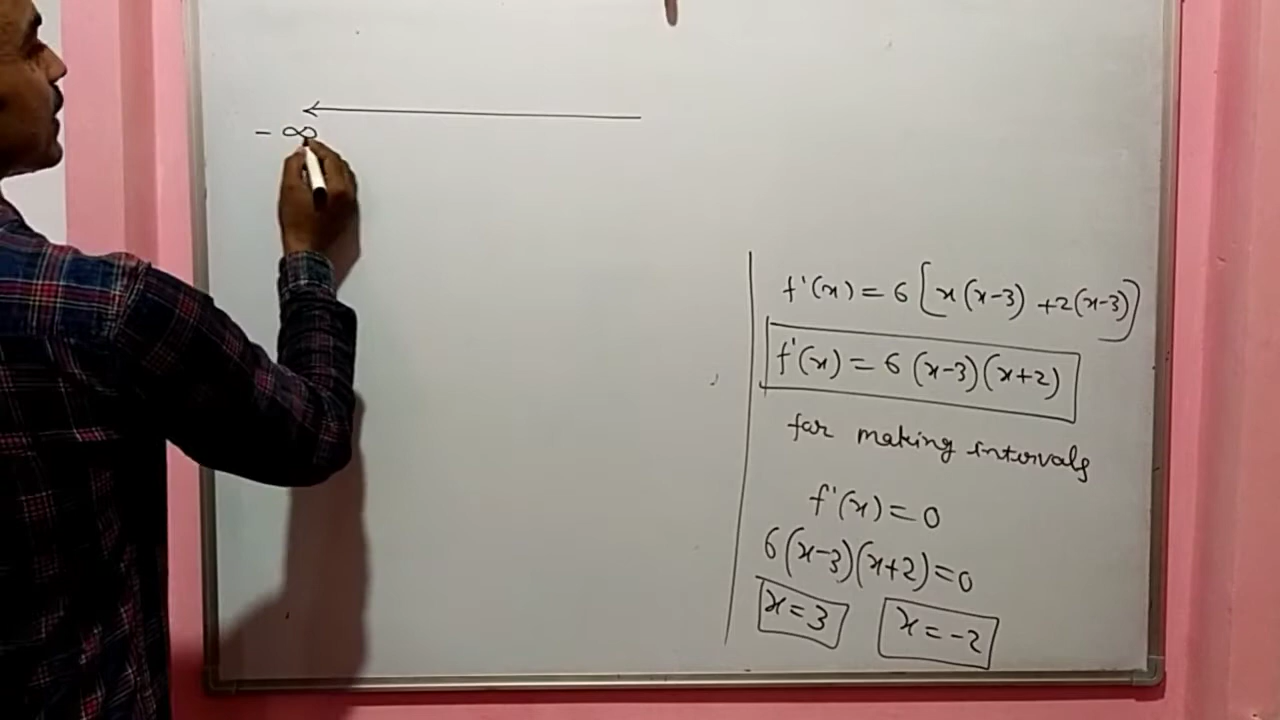 - ∞
f'(x) = 6 [x(x-3) +2(x-3)]
f'(x) = 6 (x-3)(x+2)
for making intervals
f'(x) = 0
6(x-3)(x+2)=0
x=3 x=-2